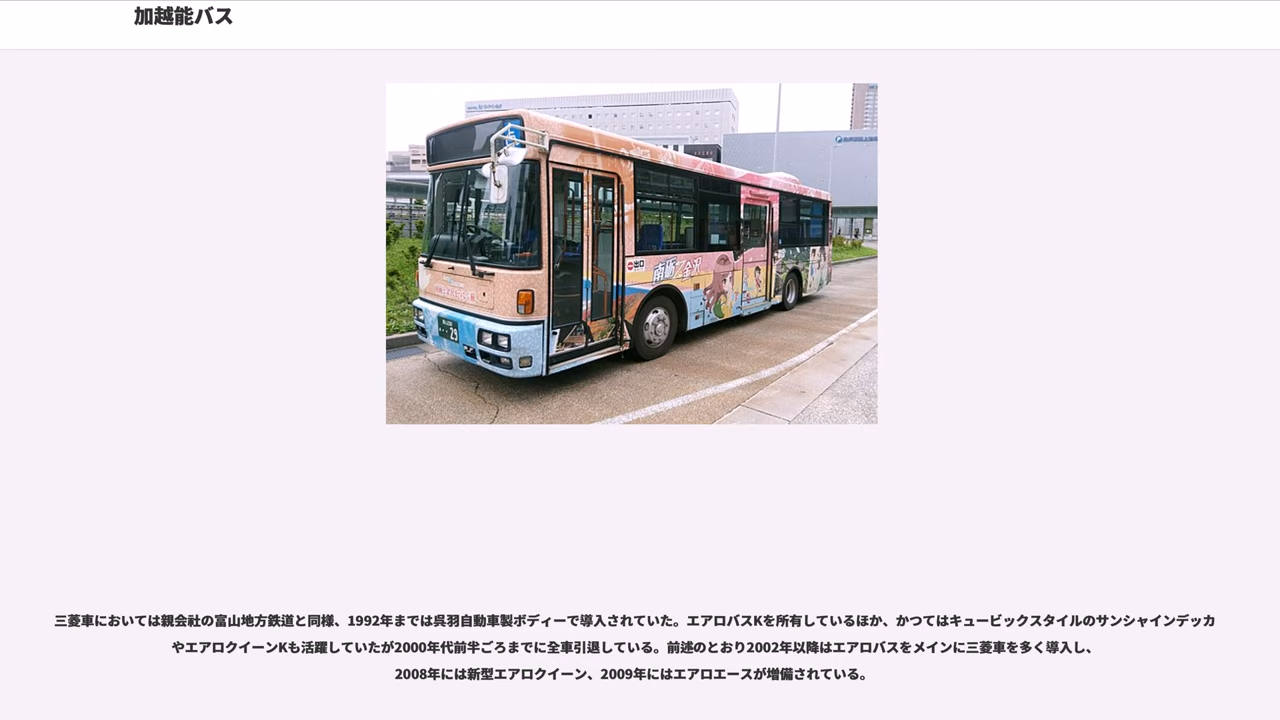 加越能バス
出口
29
三菱車においては親会社の富山地方鉄道と同様、1992年までは呉羽自動車製ボディーで導入されていた。エアロバスKを所有しているほか、かつてはキュービックスタイルのサンシャインデッカ
やエアロクイーンKも活躍していたが2000年代前半ごろまでに全車引退している。前述のとおり2002年以降はエアロバスをメインに三菱車を多く導入し、
2008年には新型エアロクイーン、2009年にはエアロエースが増備されている。